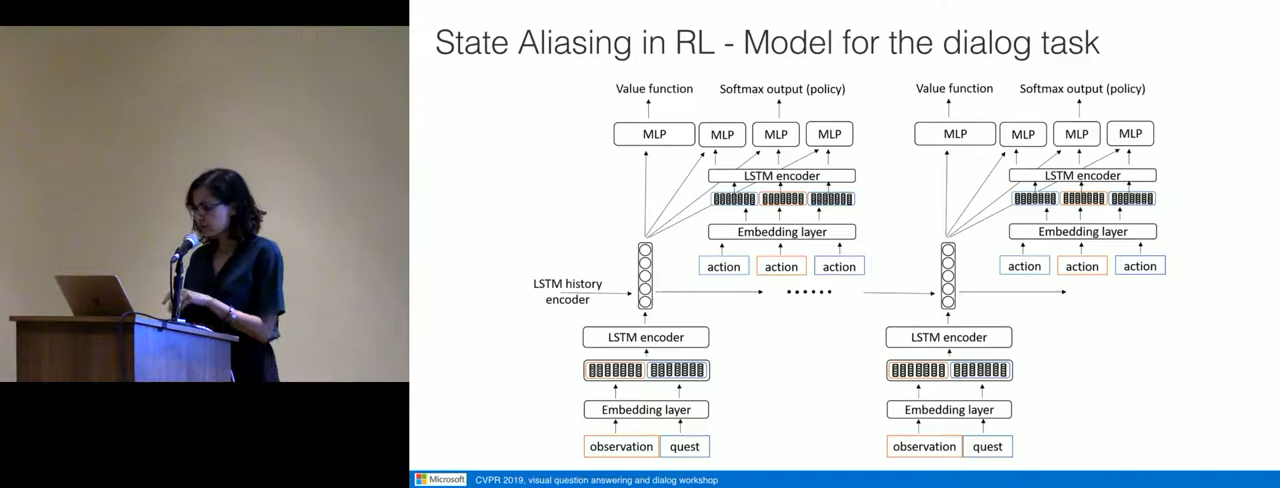 State Aliasing in RL - Model for the dialog task
Value function
Softmax output (policy)
MLP
MLP
MLP
MLP
LSTM encoder
Embedding layer
action
action
action
LSTM history
encoder
LSTM encoder
Embedding layer
observation
quest
Value function
Softmax output (policy)
MLP
MLP
MLP
MLP
LSTM encoder
Embedding layer
action
action
action
LSTM encoder
Embedding layer
observation
quest
Microsoft
CVPR 2019, visual question answering and dialog workshop